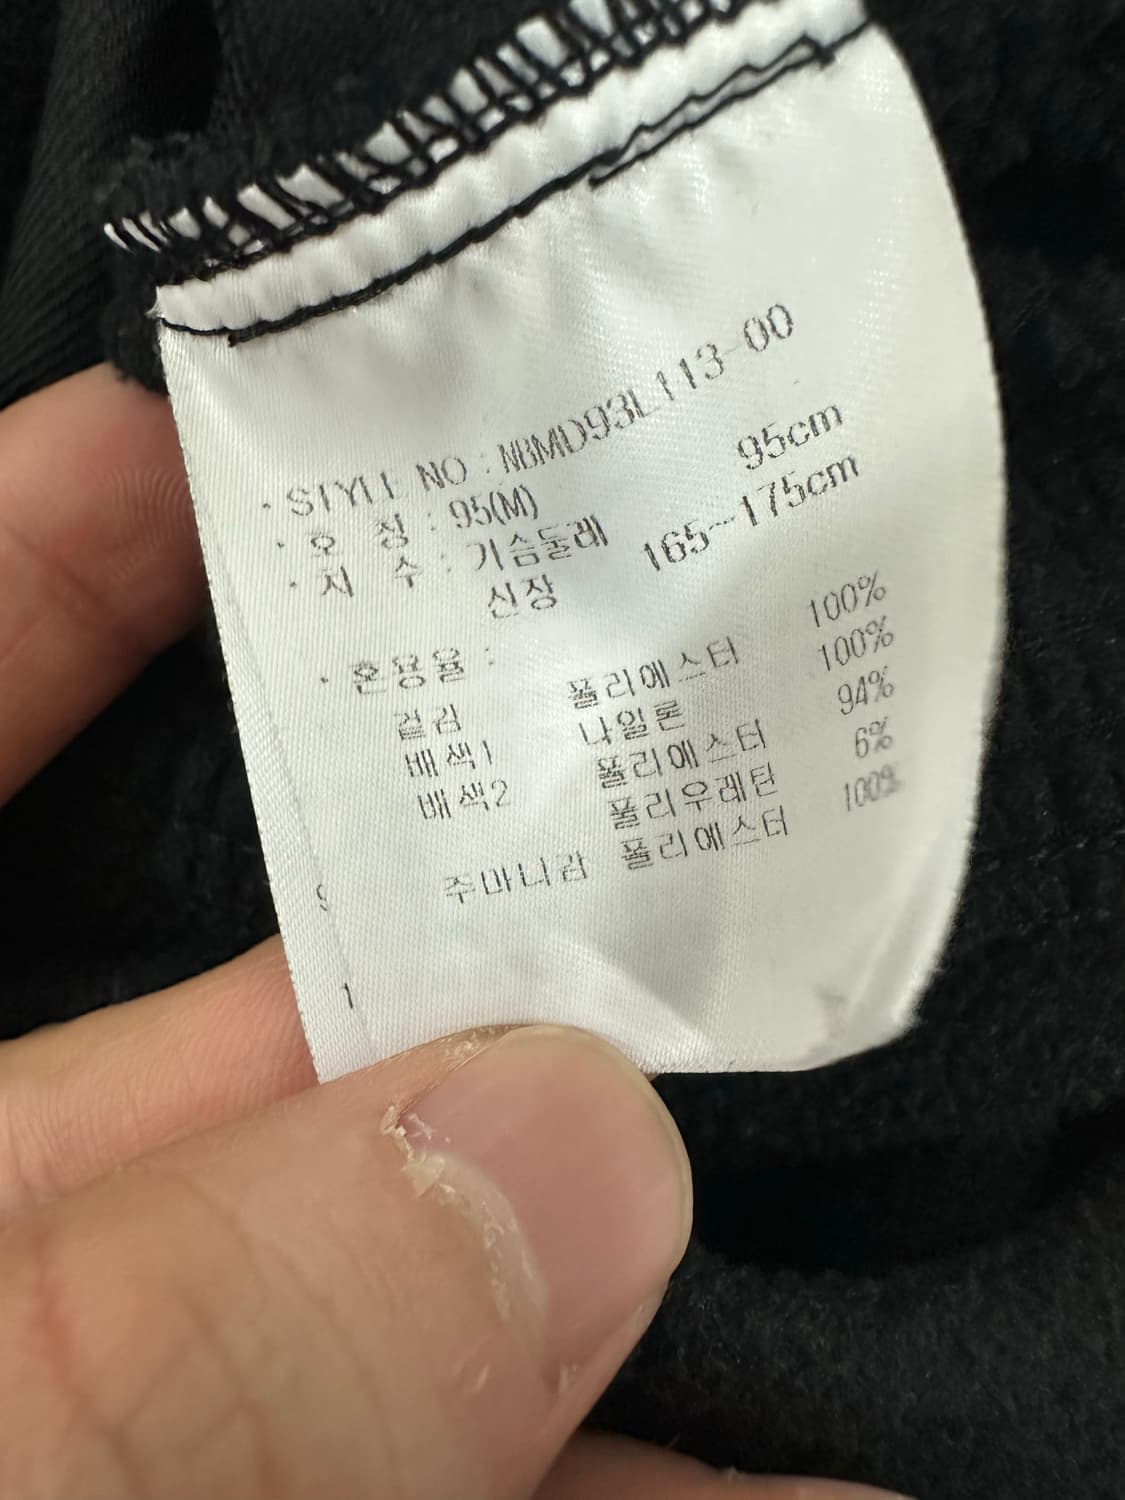 · STYLE NO : NBMD93L113-00
· 호 칭 : 95(M)
· 치 수 : 가슴둘레 95cm
신장 165~175cm
· 혼용율 :
겉감 폴리에스터 100%
배색1 나일론 100%
배색2 폴리에스터 94%
폴리우레탄 6%
주머니감 폴리에스터 100%
9
1